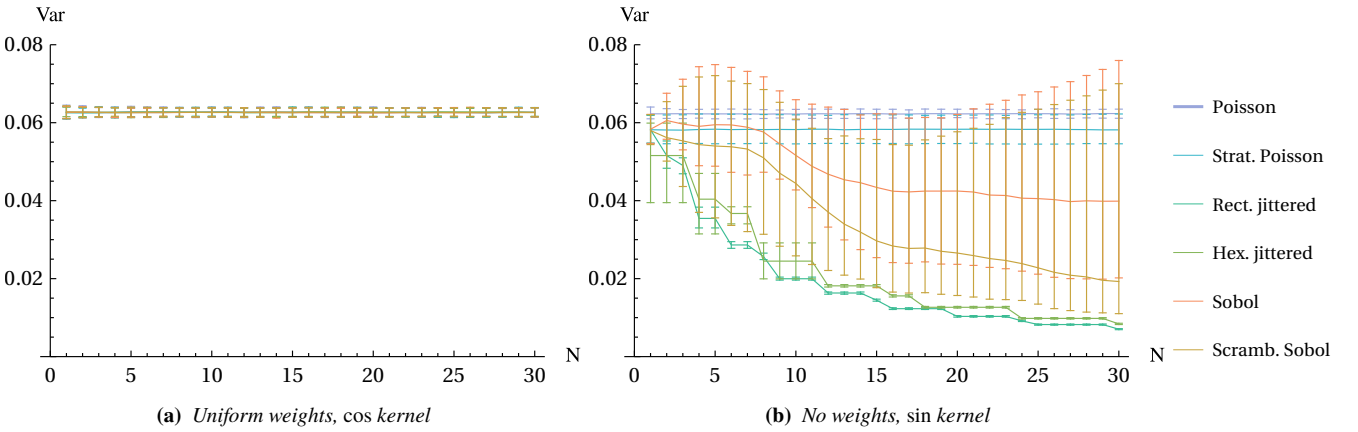 Var
0.08
0.06
0.04
0.02
0 5 10 15 20 25 30
N
(a) Uniform weights, cos kernel
Var
0.08
0.06
0.04
0.02
0 5 10 15 20 25 30
N
(b) No weights, sin kernel
Poisson
Strat. Poisson
Rect. jittered
Hex. jittered
Sobol
Scramb. Sobol